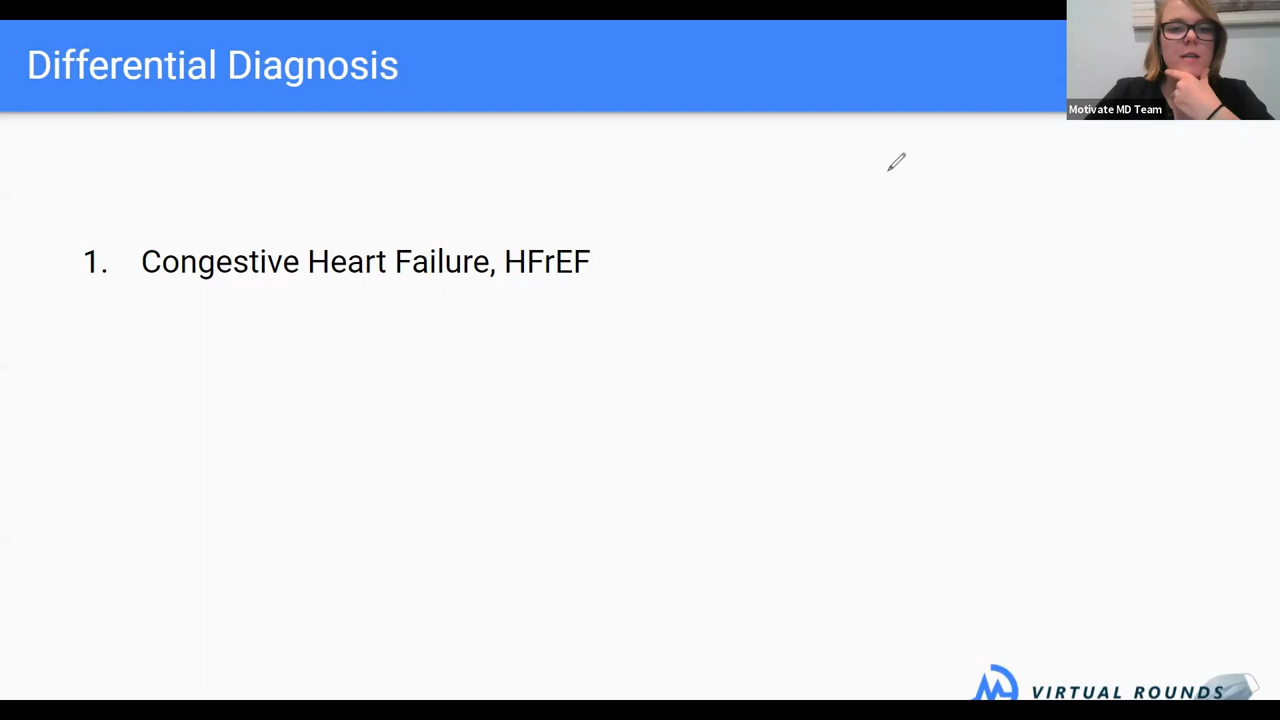 Differential Diagnosis
Motivate MD Team
1. Congestive Heart Failure, HFrEF
VIRTUAL ROUNDS